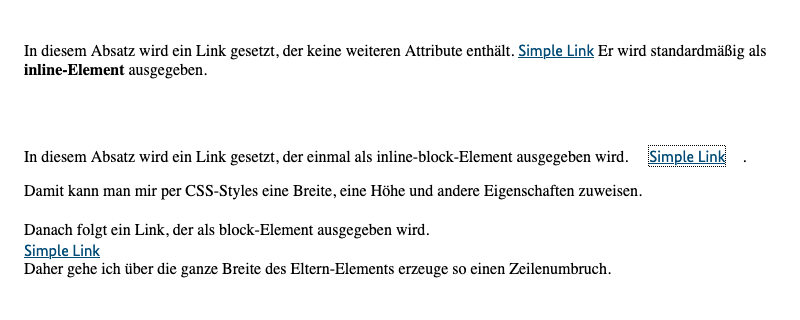 In diesem Absatz wird ein Link gesetzt, der keine weiteren Attribute enthält. Simple Link Er wird standardmäßig als
inline-Element ausgegeben.
In diesem Absatz wird ein Link gesetzt, der einmal als inline-block-Element ausgegeben wird. Simple Link .
Damit kann man mir per CSS-Styles eine Breite, eine Höhe und andere Eigenschaften zuweisen.
Danach folgt ein Link, der als block-Element ausgegeben wird.
Simple Link
Daher gehe ich über die ganze Breite des Eltern-Elements erzeuge so einen Zeilenumbruch.